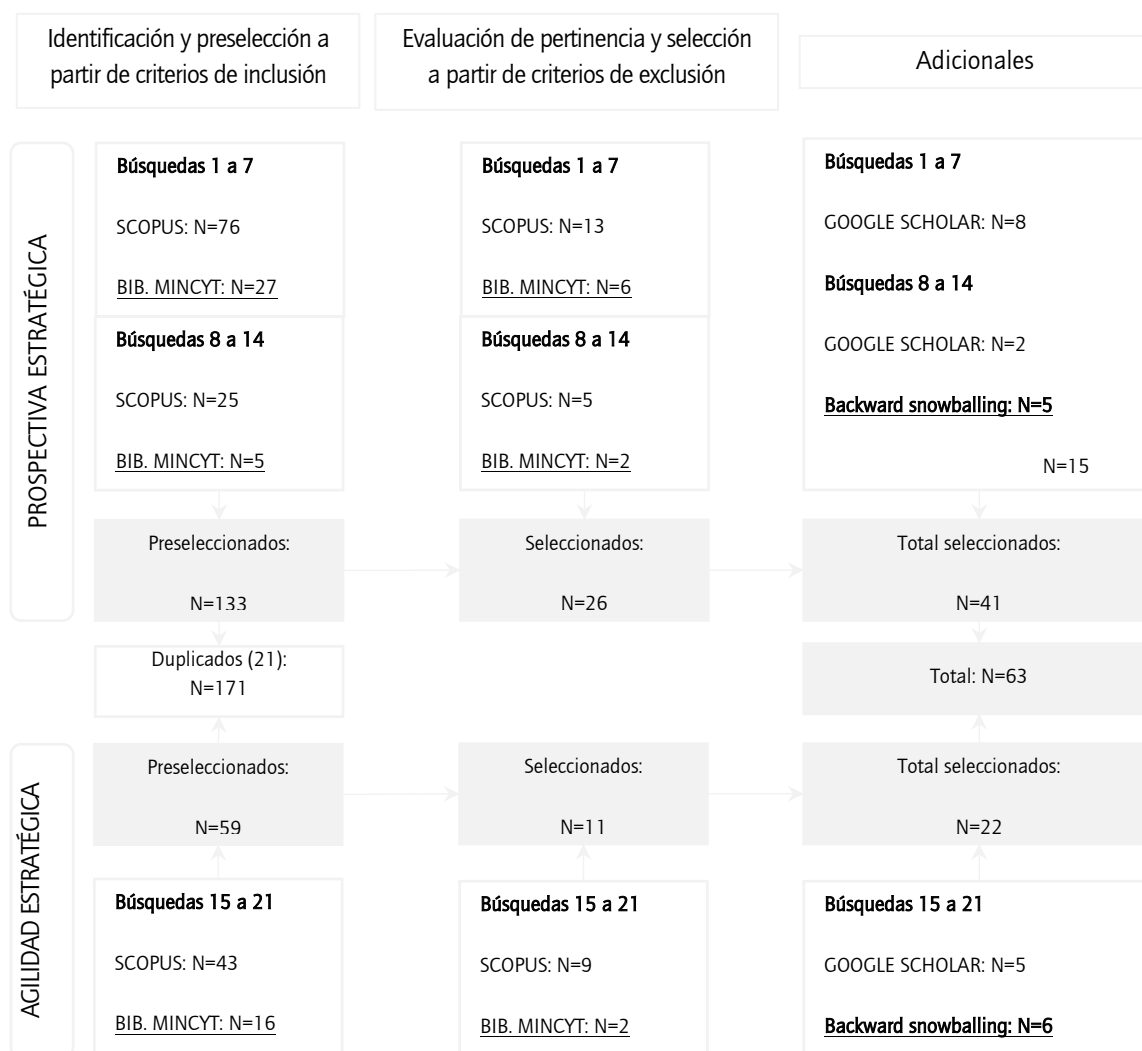 Identificación y preselección a
partir de criterios de inclusión
Evaluación de pertinencia y selección
a partir de criterios de exclusión
Adicionales
PROSPECTIVA ESTRATÉGICA
Búsquedas 1 a 7
SCOPUS: N=76
BIB. MINCYT: N=27
Búsquedas 8 a 14
SCOPUS: N=25
BIB. MINCYT: N=5
Búsquedas 1 a 7
SCOPUS: N=13
BIB. MINCYT: N=6
Búsquedas 8 a 14
SCOPUS: N=5
BIB. MINCYT: N=2
Búsquedas 1 a 7
GOOGLE SCHOLAR: N=8
Búsquedas 8 a 14
GOOGLE SCHOLAR: N=2
Backward snowballing: N=5
N=15
Preseleccionados:
N=133
Seleccionados:
N=26
Total seleccionados:
N=41
Duplicados (21):
N=171
Total: N=63
AGILIDAD ESTRATÉGICA
Preseleccionados:
N=59
Seleccionados:
N=11
Total seleccionados:
N=22
Búsquedas 15 a 21
SCOPUS: N=43
BIB. MINCYT: N=16
Búsquedas 15 a 21
SCOPUS: N=9
BIB. MINCYT: N=2
Búsquedas 15 a 21
GOOGLE SCHOLAR: N=5
Backward snowballing: N=6